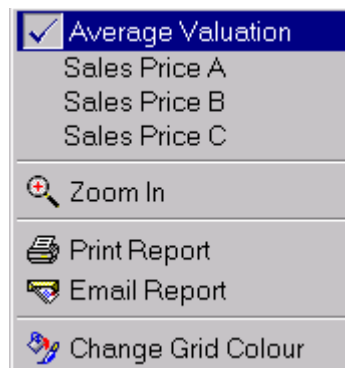 Average Valuation
Sales Price A
Sales Price B
Sales Price C
Zoom In
Print Report
Email Report
Change Grid Colour